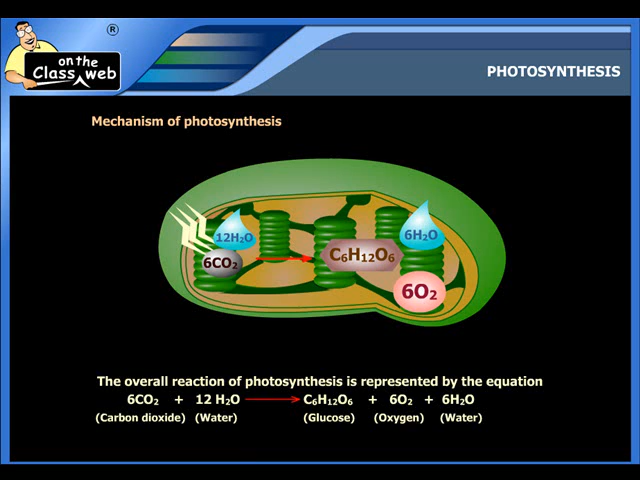 ®
on the
Class web
PHOTOSYNTHESIS
Mechanism of photosynthesis
12H₂O
6H₂O
6CO₂
C₆H₁₂O₆
6O₂
The overall reaction of photosynthesis is represented by the equation
6CO₂ + 12 H₂O ⟶ C₆H₁₂O₆ + 6O₂ + 6H₂O
(Carbon dioxide) (Water) (Glucose) (Oxygen) (Water)